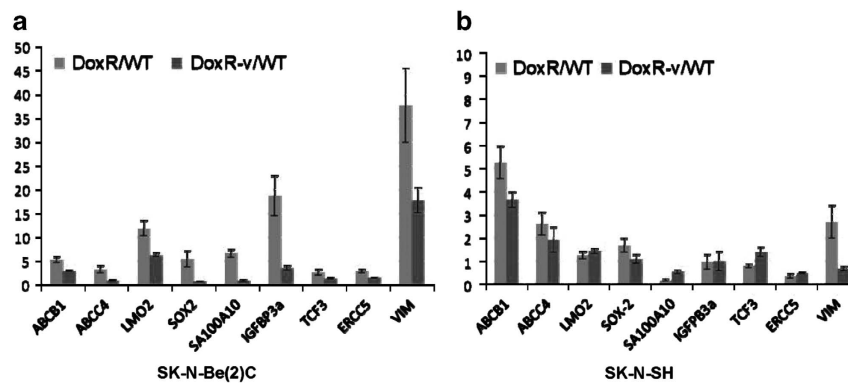 a
50
45
40
35
30
25
20
15
10
5
0
DoxR/WT
DoxR-v/WT
ABCB1
ABCC4
LMO2
SOX2
SA100A10
IGFBP3a
TCF3
ERCC5
VIM
SK-N-Be(2)C
b
10
9
8
7
6
5
4
3
2
1
0
DoxR/WT
DoxR-v/WT
ABCB1
ABCC4
LMO2
SOX-2
SA100A10
IGFPB3a
TCF3
ERCC5
VIM
SK-N-SH